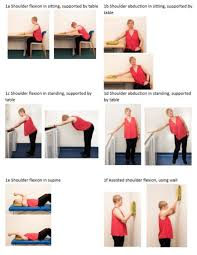 1a Shoulder flexion in sitting, supported by table
1b Shoulder abduction in sitting, supported by
table
1c Shoulder flexion in standing, supported by
table
1d Shoulder abduction in standing, supported by
table
1e Shoulder flexion in supine
1f Assisted shoulder flexion, using wall